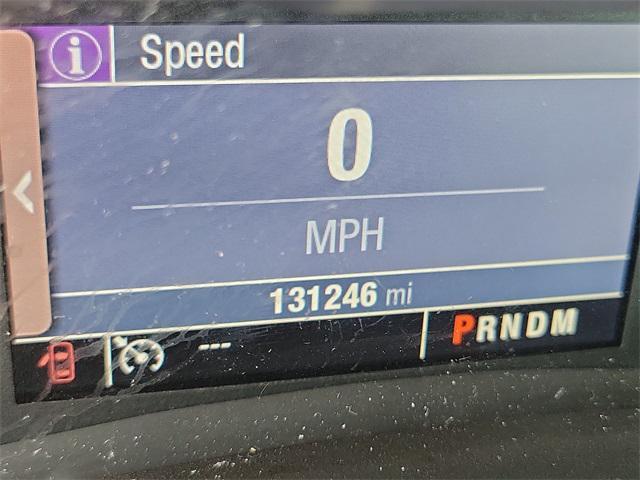 i Speed
0
MPH
131246 mi
--- PRNDM